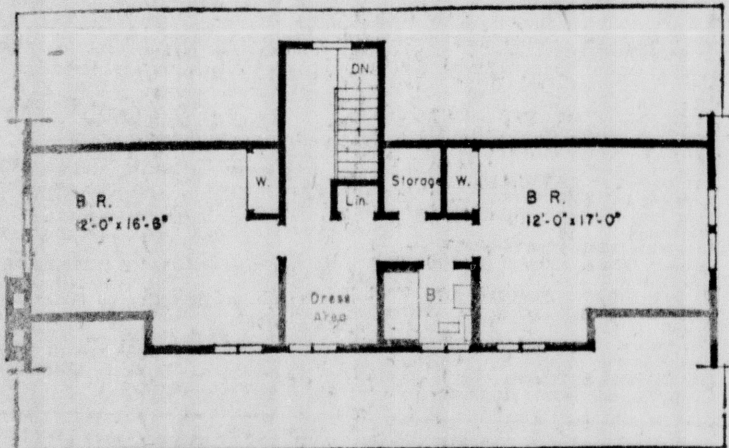 DN.
W.
Lin.
Storage
W.
B R.
12'-0" x 16'-6"
B R.
12'-0" x 17'-0"
Dress
Area
B.